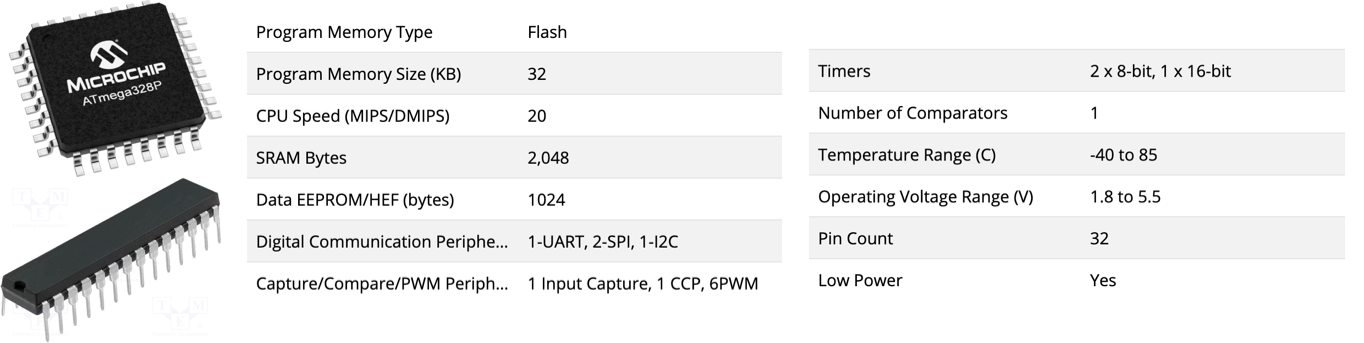 MICROCHIP
ATmega328P
T M
E
T M
E
Program Memory Type Flash
Program Memory Size (KB) 32
CPU Speed (MIPS/DMIPS) 20
SRAM Bytes 2,048
Data EEPROM/HEF (bytes) 1024
Digital Communication Periphe... 1-UART, 2-SPI, 1-I2C
Capture/Compare/PWM Periph... 1 Input Capture, 1 CCP, 6PWM
Timers 2 x 8-bit, 1 x 16-bit
Number of Comparators 1
Temperature Range (C) -40 to 85
Operating Voltage Range (V) 1.8 to 5.5
Pin Count 32
Low Power Yes